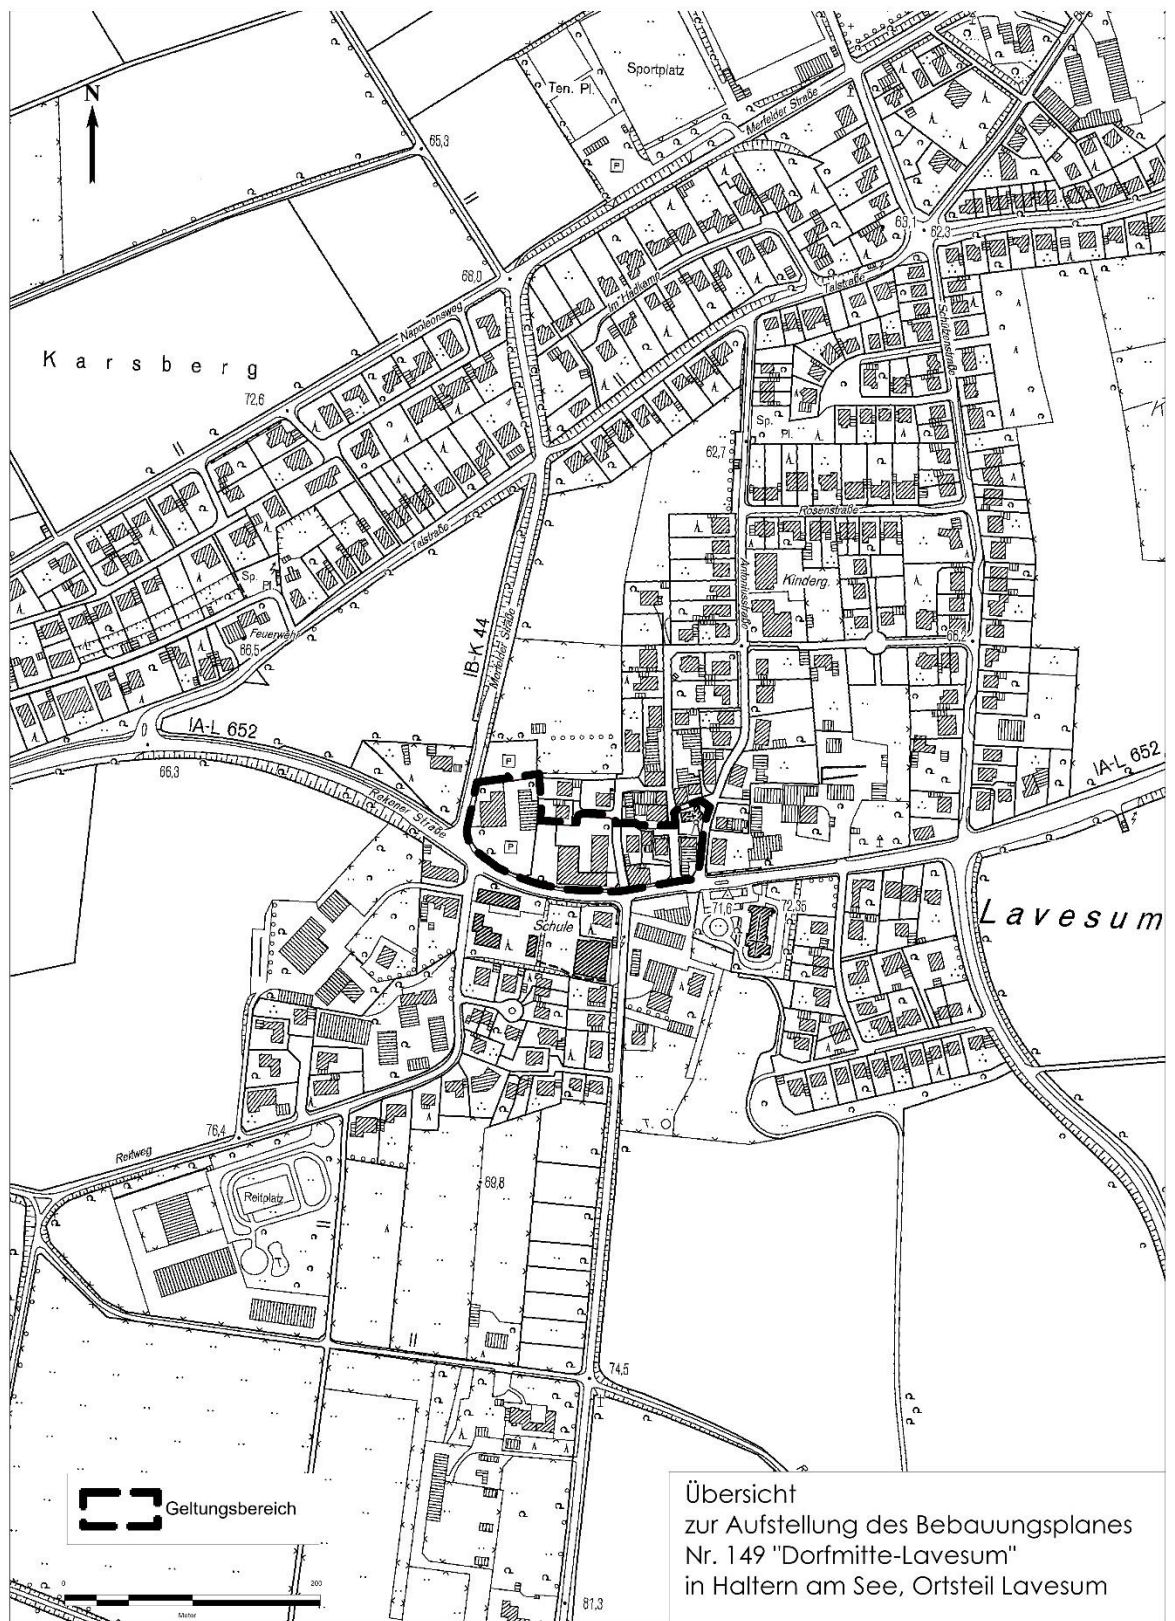 Sportplatz
Ten. Pl.
N
Merfelder Straße
P
65,3
63,1
62,3
68,0
Im Hadkamp
Talstraße
Napoleonsweg
Schützenstraße
Karsberg
72,6
Sp.
Pl.
62,7
Rosenstraße
Talstraße
Antoniusstraße
Kinderg.
Sp.
Pl.
Feuerwehr
66,5
66,2
IB-K 44
Merfelder Straße
IA-L 652
66,3
Rekener Straße
P
IA-L 652
P
71,6
72,35
Lavesum
Schule
T.
76,4
Reitweg
69,8
Reitplatz
T.
74,5
Geltungsbereich
0
200
Meter
81,3
Übersicht
zur Aufstellung des Bebauungsplanes
Nr. 149 "Dorfmitte-Lavesum"
in Haltern am See, Ortsteil Lavesum